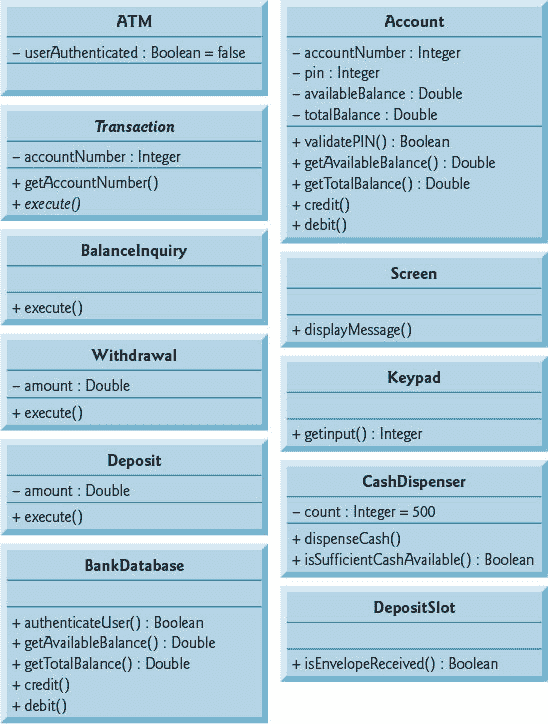 ATM
– userAuthenticated : Boolean = false
Transaction
– accountNumber : Integer
+ getAccountNumber()
+ execute()
BalanceInquiry
+ execute()
Withdrawal
– amount : Double
+ execute()
Deposit
– amount : Double
+ execute()
BankDatabase
+ authenticateUser() : Boolean
+ getAvailableBalance() : Double
+ getTotalBalance() : Double
+ credit()
+ debit()
Account
– accountNumber : Integer
– pin : Integer
– availableBalance : Double
– totalBalance : Double
+ validatePIN() : Boolean
+ getAvailableBalance() : Double
+ getTotalBalance() : Double
+ credit()
+ debit()
Screen
+ displayMessage()
Keypad
+ getinput() : Integer
CashDispenser
– count : Integer = 500
+ dispenseCash()
+ isSufficientCashAvailable() : Boolean
DepositSlot
+ isEnvelopeReceived() : Boolean